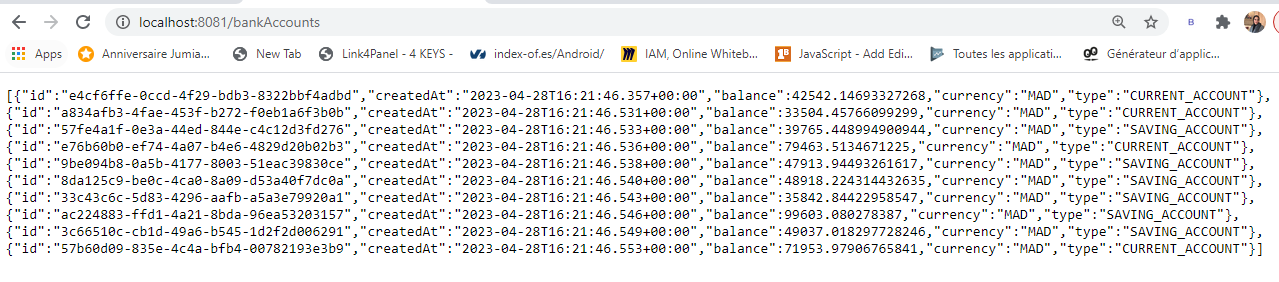 localhost:8081/bankAccounts
B
Apps Anniversaire Jumia... New Tab Link4Panel - 4 KEYS - index-of.es/Android/ IAM, Online Whiteb... JavaScript - Add Edi... Toutes les applicati... Générateur d'applic...
[{"id":"e4cf6ffe-0ccd-4f29-bdb3-8322bbf4adbd","createdAt":"2023-04-28T16:21:46.357+00:00","balance":42542.14693327268,"currency":"MAD","type":"CURRENT_ACCOUNT"},
{"id":"a834afb3-4fae-453f-b272-f0eb1a6f3b0b","createdAt":"2023-04-28T16:21:46.531+00:00","balance":33504.45766099299,"currency":"MAD","type":"CURRENT_ACCOUNT"},
{"id":"57fe4a1f-0e3a-44ed-844e-c4c12d3fd276","createdAt":"2023-04-28T16:21:46.533+00:00","balance":39765.448994900944,"currency":"MAD","type":"SAVING_ACCOUNT"},
{"id":"e76b60b0-ef74-4a07-b4e6-4829d20b02b3","createdAt":"2023-04-28T16:21:46.536+00:00","balance":79463.5134671225,"currency":"MAD","type":"CURRENT_ACCOUNT"},
{"id":"9be094b8-0a5b-4177-8003-51eac39830ce","createdAt":"2023-04-28T16:21:46.538+00:00","balance":47913.94493261617,"currency":"MAD","type":"SAVING_ACCOUNT"},
{"id":"8da125c9-be0c-4ca0-8a09-d53a40f7dc0a","createdAt":"2023-04-28T16:21:46.540+00:00","balance":48918.224314432635,"currency":"MAD","type":"SAVING_ACCOUNT"},
{"id":"33c43c6c-5d83-4296-aafb-a5a3e79920a1","createdAt":"2023-04-28T16:21:46.543+00:00","balance":35842.84422958547,"currency":"MAD","type":"SAVING_ACCOUNT"},
{"id":"ac224883-ffd1-4a21-8bda-96ea53203157","createdAt":"2023-04-28T16:21:46.546+00:00","balance":99603.080278387,"currency":"MAD","type":"SAVING_ACCOUNT"},
{"id":"3c66510c-cb1d-49a6-b545-1d2f2d006291","createdAt":"2023-04-28T16:21:46.549+00:00","balance":49037.018297728246,"currency":"MAD","type":"SAVING_ACCOUNT"},
{"id":"57b60d09-835e-4c4a-bfb4-00782193e3b9","createdAt":"2023-04-28T16:21:46.553+00:00","balance":71953.97906765841,"currency":"MAD","type":"CURRENT_ACCOUNT"}]